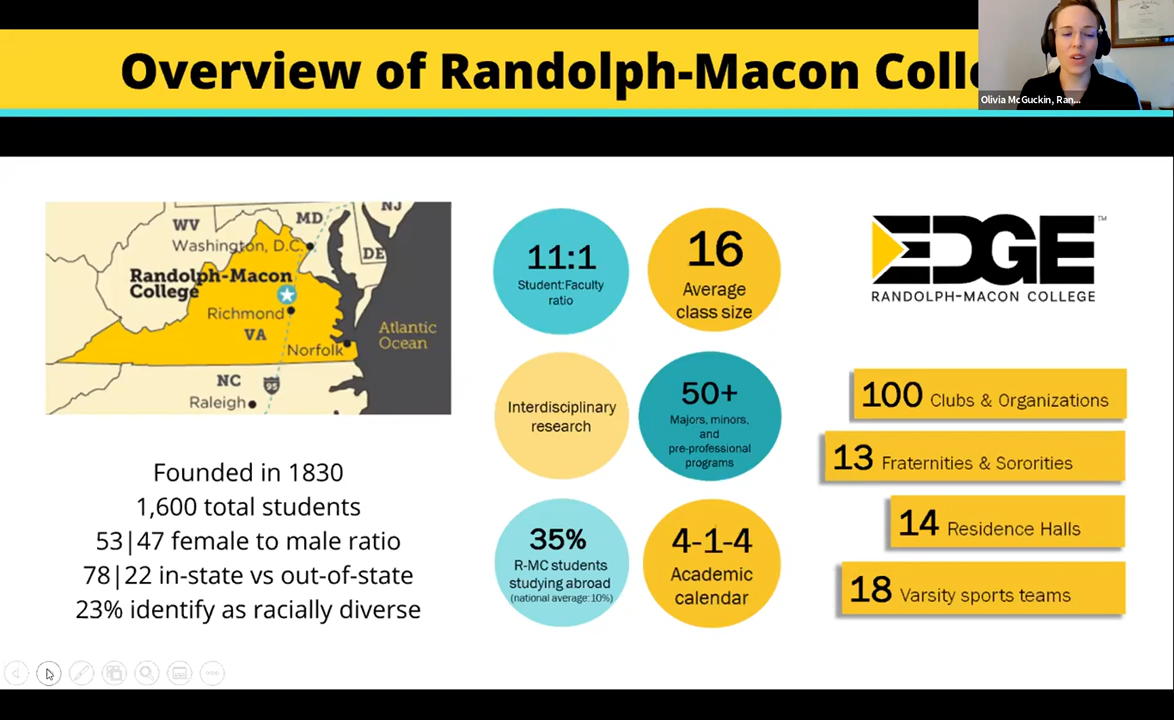 Overview of Randolph-Macon Colle
Olivia McGuckin, Ran...
WV
MD
NJ
Washington, D.C.
DE
Randolph-Macon
College
Richmond
VA
Atlantic
Ocean
Norfolk
NC
95
Raleigh
Founded in 1830
1,600 total students
53|47 female to male ratio
78|22 in-state vs out-of-state
23% identify as racially diverse
11:1
Student:Faculty
ratio
16
Average
class size
Interdisciplinary
research
50+
Majors, minors,
and
pre-professional
programs
35%
R-MC students
studying abroad
(national average: 10%)
4-1-4
Academic
calendar
EDGE™
RANDOLPH-MACON COLLEGE
100 Clubs & Organizations
13 Fraternities & Sororities
14 Residence Halls
18 Varsity sports teams